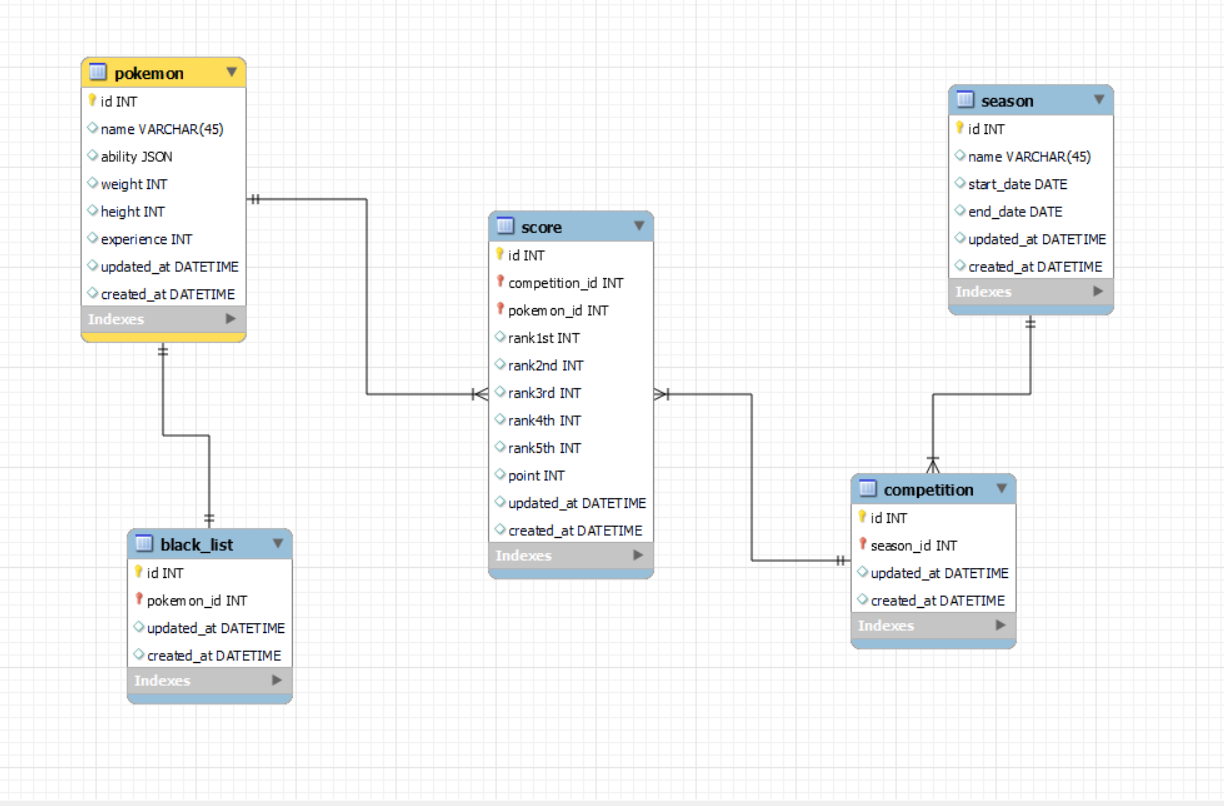 pokemon
id INT
name VARCHAR(45)
ability JSON
weight INT
height INT
experience INT
updated_at DATETIME
created_at DATETIME
Indexes
season
id INT
name VARCHAR(45)
start_date DATE
end_date DATE
updated_at DATETIME
created_at DATETIME
Indexes
score
id INT
competition_id INT
pokemon_id INT
rank1st INT
rank2nd INT
rank3rd INT
rank4th INT
rank5th INT
point INT
updated_at DATETIME
created_at DATETIME
Indexes
competition
id INT
season_id INT
updated_at DATETIME
created_at DATETIME
Indexes
black_list
id INT
pokemon_id INT
updated_at DATETIME
created_at DATETIME
Indexes